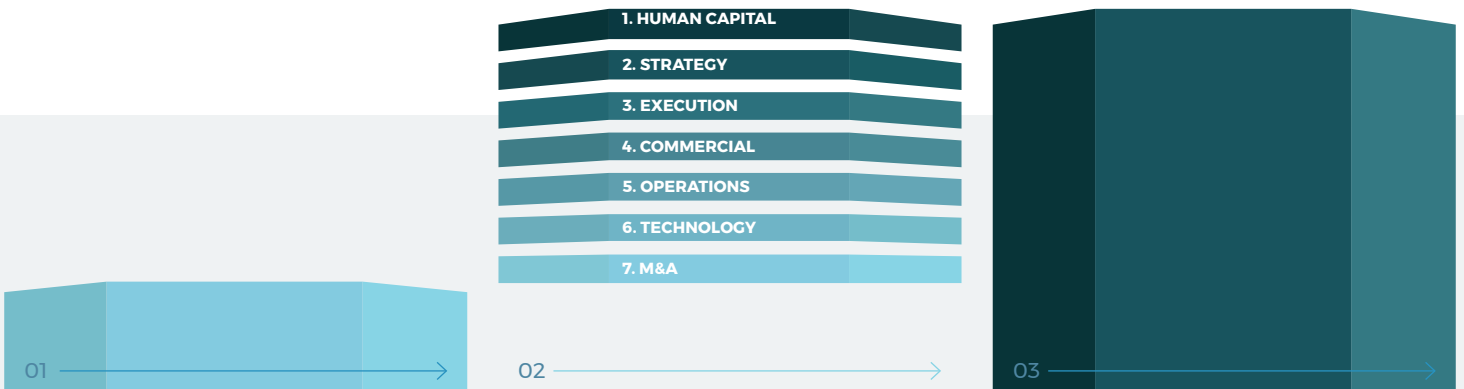 1. HUMAN CAPITAL
2. STRATEGY
3. EXECUTION
4. COMMERCIAL
5. OPERATIONS
6. TECHNOLOGY
7. M&A
01
02
03